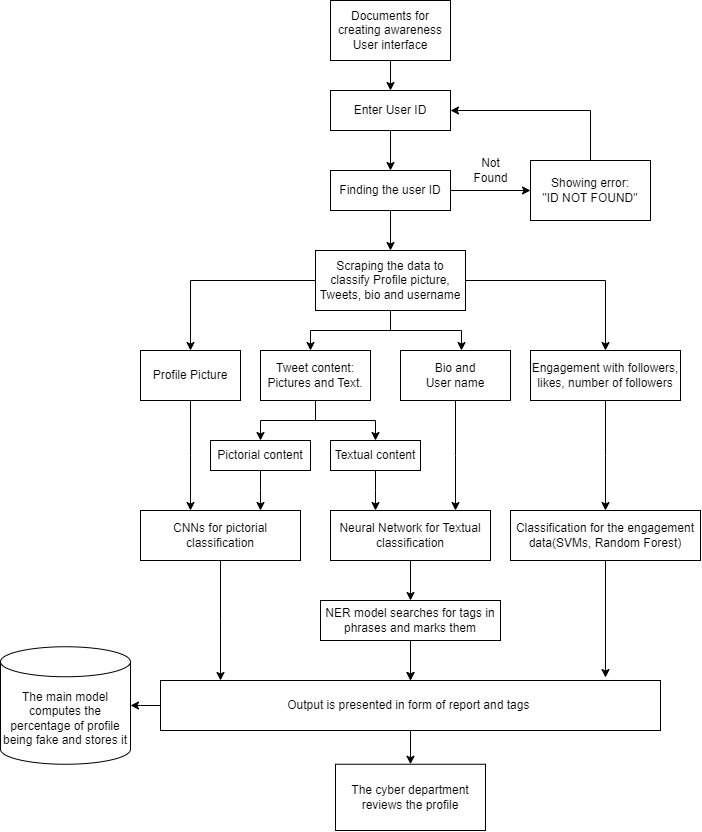 Documents for
creating awareness
User interface
Enter User ID
Finding the user ID
Not
Found
Showing error:
"ID NOT FOUND"
Scraping the data to
classify Profile picture,
Tweets, bio and username
Profile Picture
Tweet content:
Pictures and Text.
Bio and
User name
Engagement with followers,
likes, number of followers
Pictorial content
Textual content
CNNs for pictorial
classification
Neural Network for Textual
classification
Classification for the engagement
data(SVMs, Random Forest)
NER model searches for tags in
phrases and marks them
The main model
computes the
percentage of profile
being fake and stores it
Output is presented in form of report and tags
The cyber department
reviews the profile